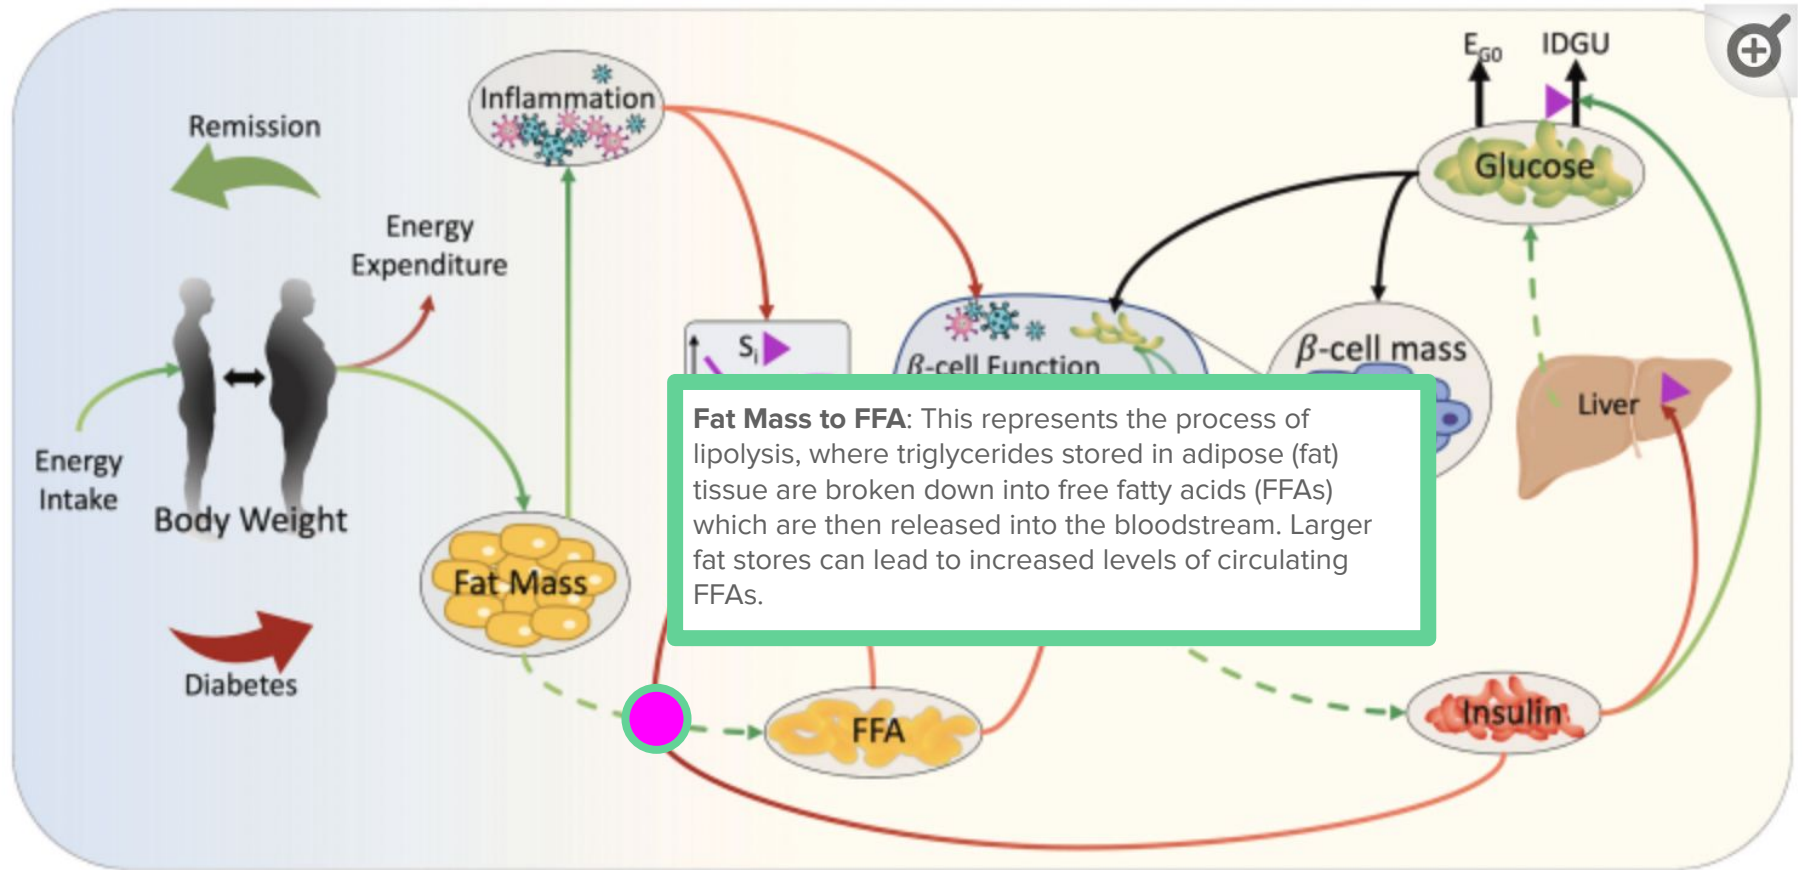 E_G0
IDGU
Inflammation
Remission
Glucose
Energy
Expenditure
S_i
β-cell mass
β-cell Function
Liver
Fat Mass to FFA: This represents the process of
lipolysis, where triglycerides stored in adipose (fat)
tissue are broken down into free fatty acids (FFAs)
which are then released into the bloodstream. Larger
fat stores can lead to increased levels of circulating
FFAs.
Energy
Intake
Body Weight
Fat Mass
Diabetes
FFA
Insulin